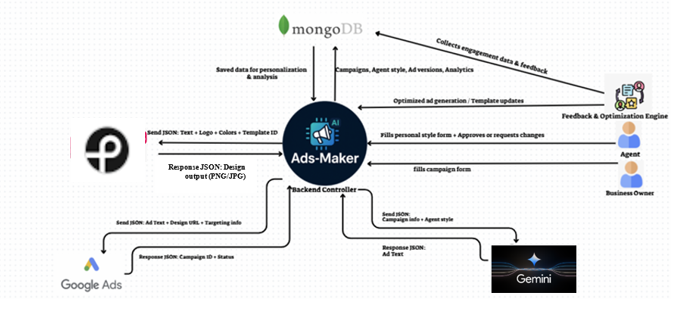 mongoDB
Collects engagement data & feedback
Saved data for personalization
& analysis
Campaigns, Agent style, Ad versions, Analytics
Optimized ad generation / Template updates
Feedback & Optimization Engine
AI
Ads-Maker
Backend Controller
Send JSON: Text + Logo + Colors + Template ID
Fills personal style form + Approves or requests changes
Agent
Response JSON: Design
output (PNG/JPG)
fills campaign form
Business Owner
Send JSON: Ad Text + Design URL + Targeting info
Send JSON:
Campaign info + Agent style
Response JSON: Campaign ID + Status
Response JSON:
Ad Text
Google Ads
Gemini